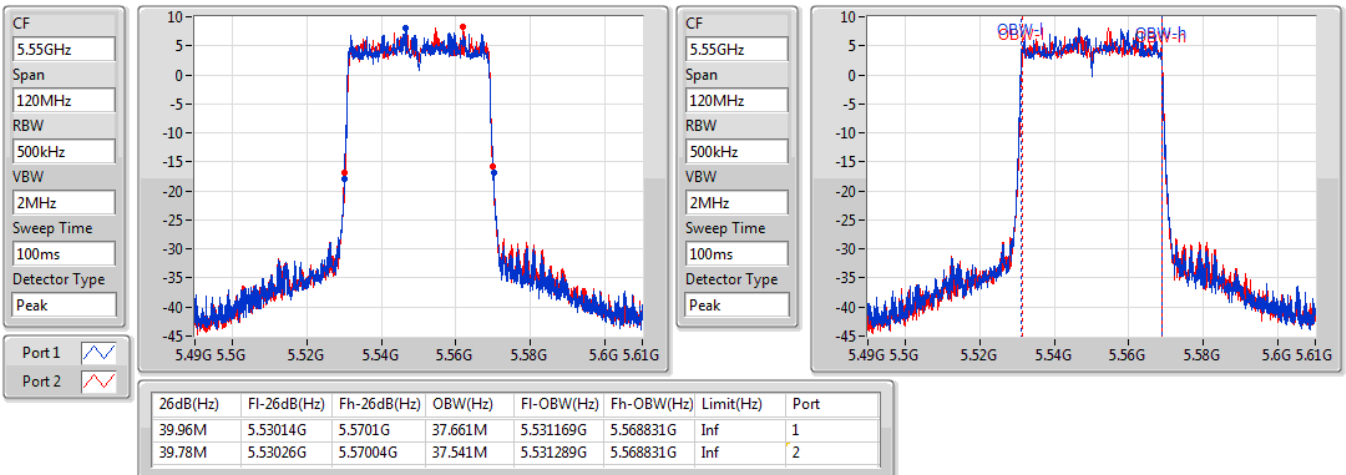 CF
5.55GHz
Span
120MHz
RBW
500kHz
VBW
2MHz
Sweep Time
100ms
Detector Type
Peak
Port 1
Port 2
10
5
0
-5
-10
-15
-20
-25
-30
-35
-40
-45
5.49G 5.5G 5.52G 5.54G 5.56G 5.58G 5.6G 5.61G
CF
5.55GHz
Span
120MHz
RBW
500kHz
VBW
2MHz
Sweep Time
100ms
Detector Type
Peak
10
5
0
-5
-10
-15
-20
-25
-30
-35
-40
-45
OBW-l OBW-h
OBW-l OBW-h
5.49G 5.5G 5.52G 5.54G 5.56G 5.58G 5.6G 5.61G
26dB(Hz) Fl-26dB(Hz) Fh-26dB(Hz) OBW(Hz) Fl-OBW(Hz) Fh-OBW(Hz) Limit(Hz) Port
39.96M 5.53014G 5.5701G 37.661M 5.531169G 5.568831G Inf 1
39.78M 5.53026G 5.57004G 37.541M 5.531289G 5.568831G Inf 2